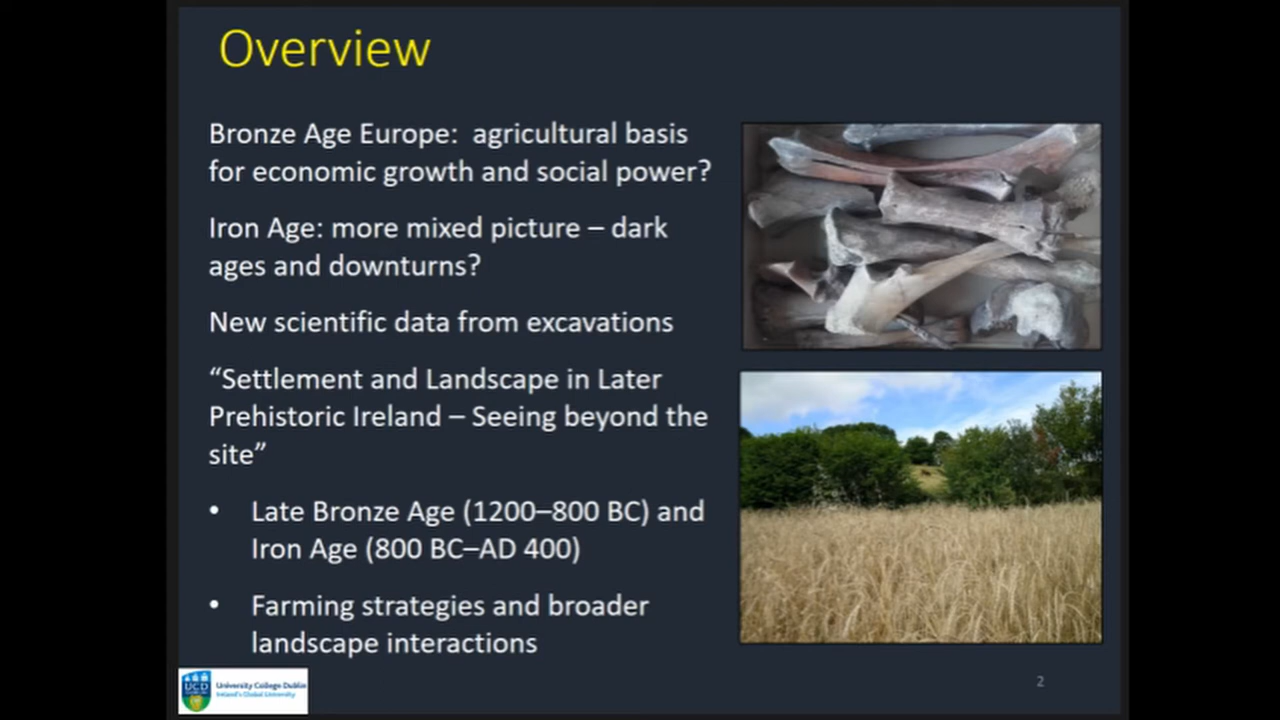 Overview
Bronze Age Europe:  agricultural basis
for economic growth and social power?
Iron Age: more mixed picture – dark
ages and downturns?
New scientific data from excavations
“Settlement and Landscape in Later
Prehistoric Ireland – Seeing beyond the
site”
• Late Bronze Age (1200–800 BC) and
Iron Age (800 BC–AD 400)
• Farming strategies and broader
landscape interactions
UCD
University College Dublin
Ireland's Global University
2